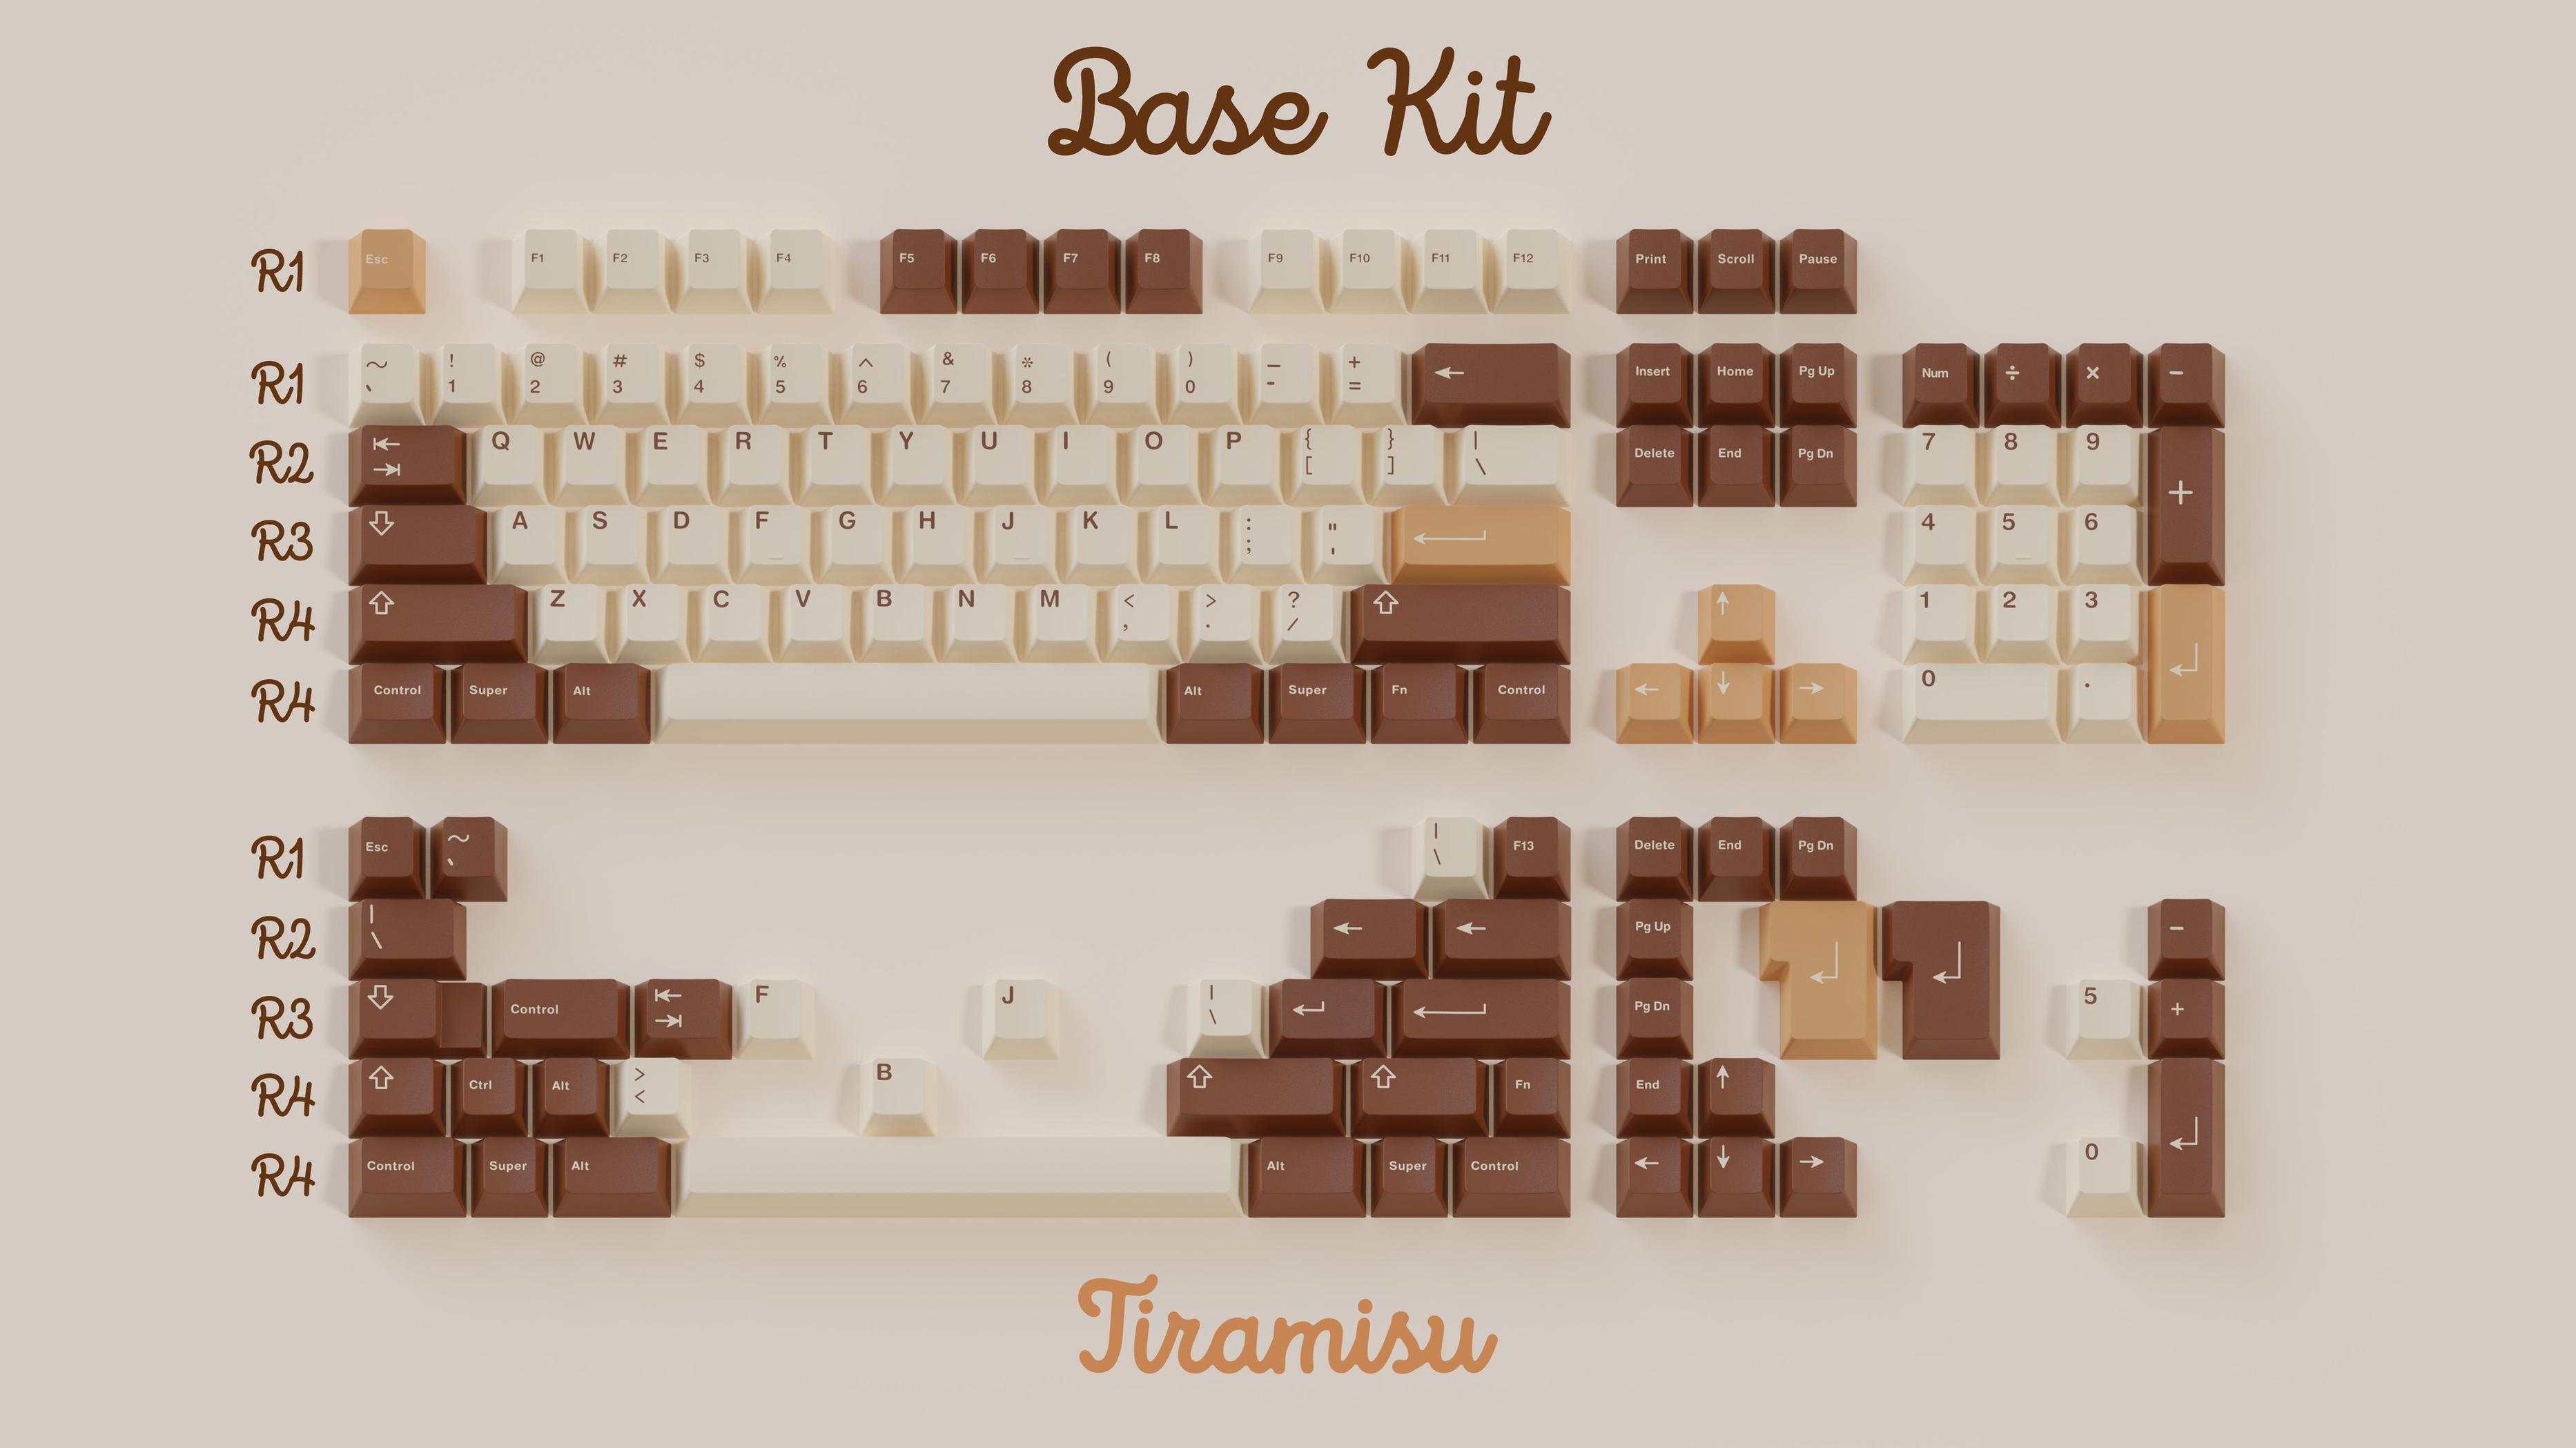 Base Kit
R1 Esc F1 F2 F3 F4 F5 F6 F7 F8 F9 F10 F11 F12 Print Scroll Pause
~ ! @ # $ % ^ & * ( ) _ +
R1 ` 1 2 3 4 5 6 7 8 9 0 - = ← Insert Home Pg Up Num ÷ × −
R2 ⇤ ⇥ Q W E R T Y U I O P { [ } ] | \ Delete End Pg Dn 7 8 9 +
R3 ⇩ A S D F G H J K L : ; " ' ↵ 4 5 6
R4 ⇧ Z X C V B N M < , > . ? / ⇧ ↑ 1 2 3 ↵
R4 Control Super Alt Alt Super Fn Control ← ↓ → 0 .
R1 Esc ~ ` | \ F13 Delete End Pg Dn
R2 | \ ← ← Pg Up ↵ ↵ −
R3 ⇩ Control ⇤ ⇥ F J | \ ↵ ↵ Pg Dn 5 +
R4 ⇧ Ctrl Alt > < B ⇧ ⇧ Fn End ↑ ↵
R4 Control Super Alt Alt Super Control ← ↓ → 0
Tiramisu